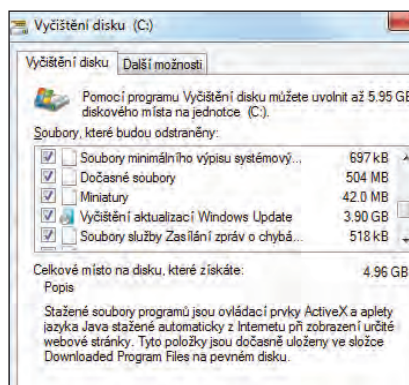 Vyčištění disku (C:)
Vyčištění disku Další možnosti
Pomocí programu Vyčištění disku můžete uvolnit až 5.95 GB
diskového místa na jednotce (C:).
Soubory, které budou odstraněny:
Soubory minimálního výpisu systémový... 697 kB
Dočasné soubory 504 MB
Miniatury 42.0 MB
Vyčištění aktualizací Windows Update 3.90 GB
Soubory služby Zasílání zpráv o chybá... 518 kB
Celkové místo na disku, které získáte: 4.96 GB
Popis
Stažené soubory programů jsou ovládací prvky ActiveX a aplety
jazyka Java stažené automaticky z Internetu při zobrazení určité
webové stránky. Tyto položky jsou dočasně uloženy ve složce
Downloaded Program Files na pevném disku.